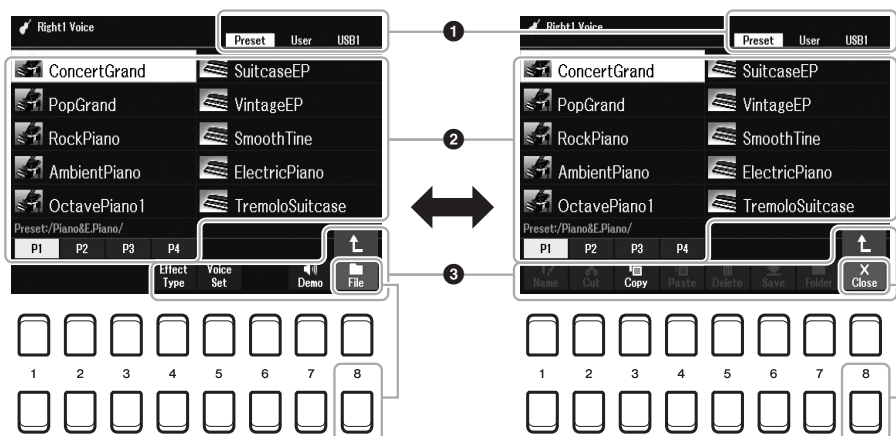 Right1 Voice
Preset User USB1
ConcertGrand SuitcaseEP
PopGrand VintageEP
RockPiano SmoothTine
AmbientPiano ElectricPiano
OctavePiano1 TremoloSuitcase
Preset:/Piano&E.Piano/
P1 P2 P3 P4
Effect Type Voice Set Demo File
1 2 3 4 5 6 7 8
1
2
3
Right1 Voice
Preset User USB1
ConcertGrand SuitcaseEP
PopGrand VintageEP
RockPiano SmoothTine
AmbientPiano ElectricPiano
OctavePiano1 TremoloSuitcase
Preset:/Piano&E.Piano/
P1 P2 P3 P4
Name Cut Copy Paste Delete Save Folder Close
1 2 3 4 5 6 7 8